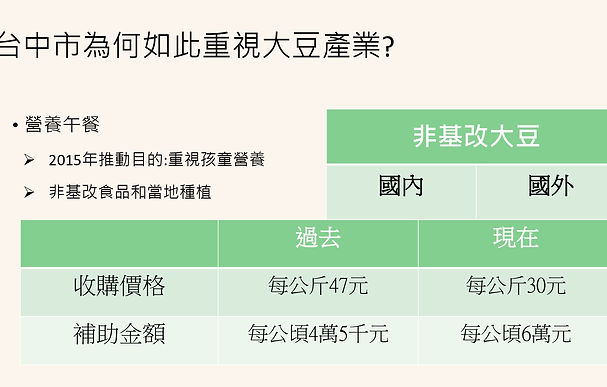 台中市為何如此重視大豆產業?
• 營養午餐
➢ 2015年推動目的:重視孩童營養
➢ 非基改食品和當地種植
非基改大豆
國內 國外
過去 現在
收購價格 每公斤47元 每公斤30元
補助金額 每公頃4萬5千元 每公頃6萬元